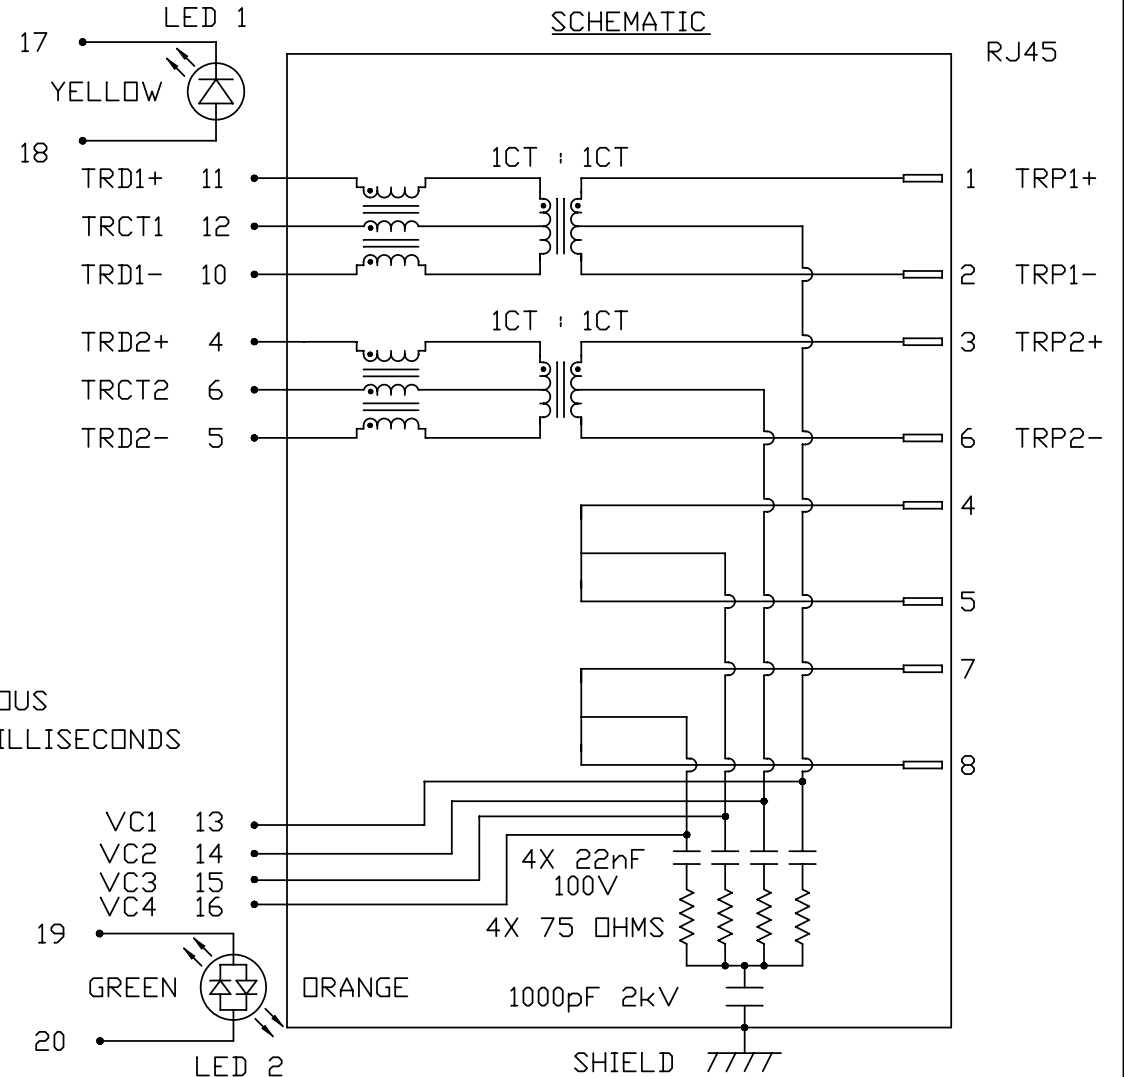 LED 1
SCHEMATIC
17
RJ45
YELLOW
18
1CT : 1CT
TRD1+ 11
1 TRP1+
TRCT1 12
TRD1- 10
2 TRP1-
1CT : 1CT
TRD2+ 4
3 TRP2+
TRCT2 6
TRD2- 5
6 TRP2-
4
5
7
8
OUS
ILLISECONDS
VC1 13
VC2 14
VC3 15
VC4 16
4X 22nF
100V
4X 75 OHMS
19
GREEN
ORANGE
1000pF 2kV
20
LED 2
SHIELD